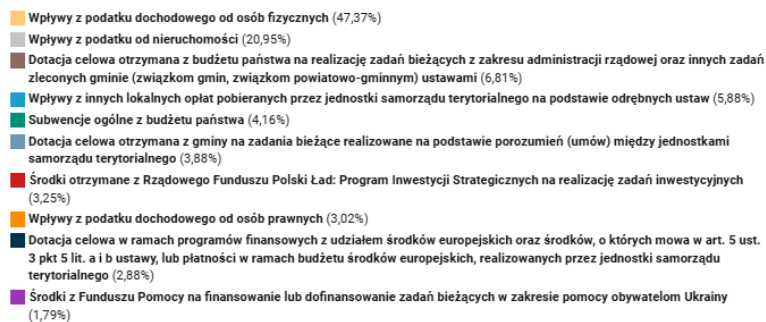 Wpływy z podatku dochodowego od osób fizycznych (47,37%)
Wpływy z podatku od nieruchomości (20,95%)
Dotacja celowa otrzymana z budżetu państwa na realizację zadań bieżących z zakresu administracji rządowej oraz innych zadań
zleconych gminie (związkom gmin, związkom powiatowo-gminnym) ustawami (6,81%)
Wpływy z innych lokalnych opłat pobieranych przez jednostki samorządu terytorialnego na podstawie odrębnych ustaw (5,88%)
Subwencje ogólne z budżetu państwa (4,16%)
Dotacja celowa otrzymana z gminy na zadania bieżące realizowane na podstawie porozumień (umów) między jednostkami
samorządu terytorialnego (3,88%)
Środki otrzymane z Rządowego Funduszu Polski Ład: Program Inwestycji Strategicznych na realizację zadań inwestycyjnych
(3,25%)
Wpływy z podatku dochodowego od osób prawnych (3,02%)
Dotacja celowa w ramach programów finansowych z udziałem środków europejskich oraz środków, o których mowa w art. 5 ust.
3 pkt 5 lit. a i b ustawy, lub płatności w ramach budżetu środków europejskich, realizowanych przez jednostki samorządu
terytorialnego (2,88%)
Środki z Funduszu Pomocy na finansowanie lub dofinansowanie zadań bieżących w zakresie pomocy obywatelom Ukrainy
(1,79%)